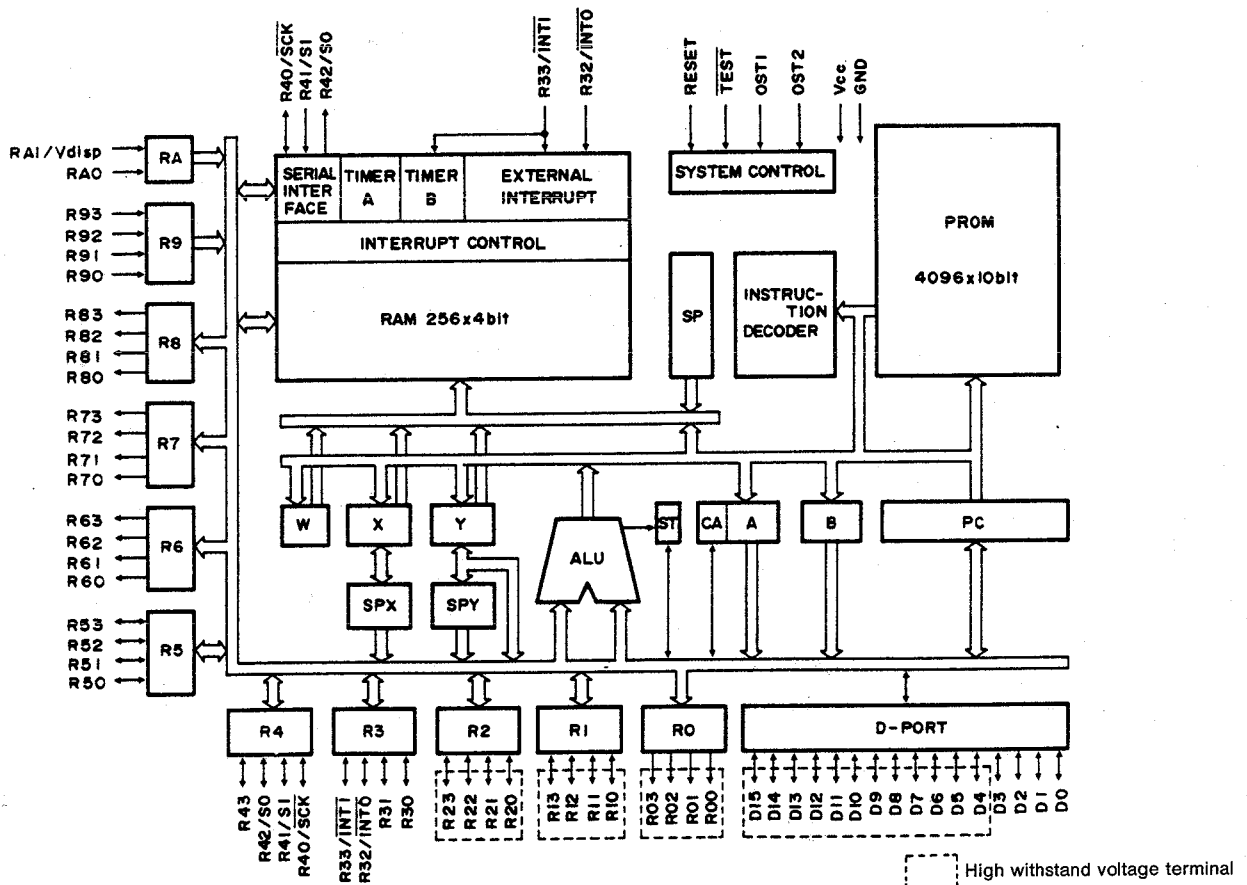 R40/SCK
R41/S1
R42/S0
R33/INT1
R32/INT0
RESET
TEST
OST1
OST2
Vcc
GND
RA1/Vdisp
RA0
RA
R93
R92
R91
R90
R9
R83
R82
R81
R80
R8
R73
R72
R71
R70
R7
R63
R62
R61
R60
R6
R53
R52
R51
R50
R5
SERIAL
INTER
FACE
TIMER
A
TIMER
B
EXTERNAL
INTERRUPT
INTERRUPT CONTROL
RAM 256x4bit
SYSTEM CONTROL
SP
INSTRUC-
TION
DECODER
PROM
4096x10bit
W
X
Y
SPX
SPY
ALU
ST
CA
A
B
PC
R4
R3
R2
R1
R0
D-PORT
R43
R42/S0
R41/S1
R40/SCK
R33/INT1
R32/INT0
R31
R30
R23
R22
R21
R20
R13
R12
R11
R10
R03
R02
R01
R00
D15
D14
D13
D12
D11
D10
D9
D8
D7
D6
D5
D4
D3
D2
D1
D0
High withstand voltage terminal